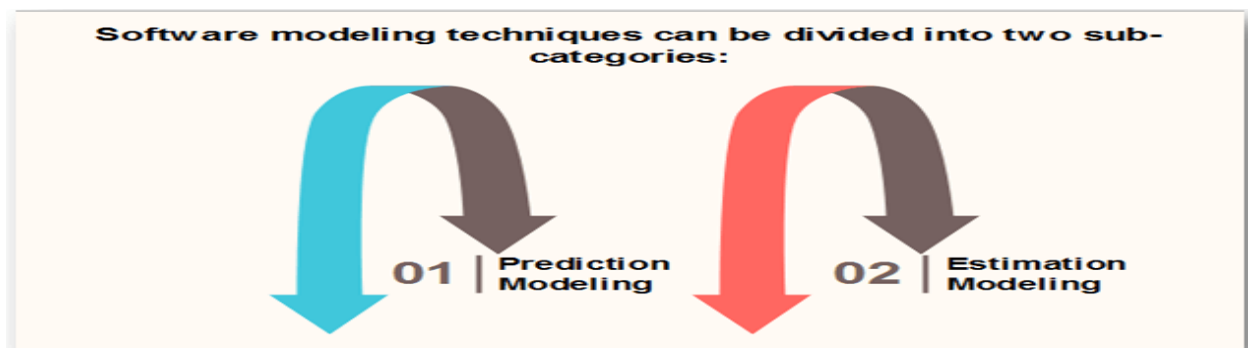 Software modeling techniques can be divided into two sub-
categories:
01
Prediction
Modeling
02
Estimation
Modeling